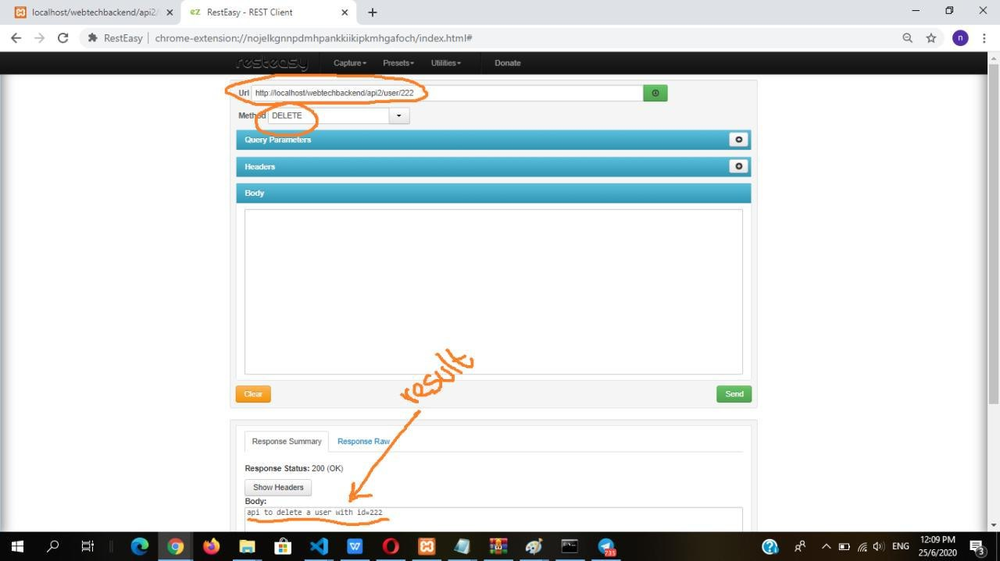 localhost/webtechbackend/api2/
RestEasy - REST Client
RestEasy
chrome-extension://nojelkgnnpdmhpankkiikipkmhgafoch/index.html#
n
resteasy
Capture
Presets
Utilities
Donate
Url
http://localhost/webtechbackend/api2/user/222
Method
DELETE
Query Parameters
Headers
Body
result
Clear
Send
Response Summary
Response Raw
Response Status: 200 (OK)
Show Headers
Body:
api to delete a user with id=222
ENG
12:09 PM
25/6/2020
3